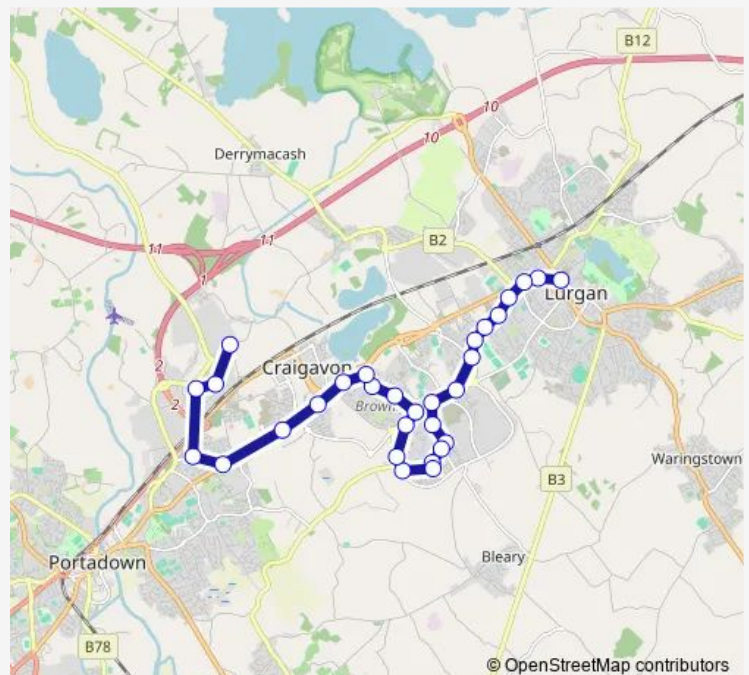 B12
10
10
Derrymacash
11
11
B2
1
Lurgan
2
Craigavon
2
Brown
Waringstown
B3
Bleary
Portadown
B78
© OpenStreetMap contributors